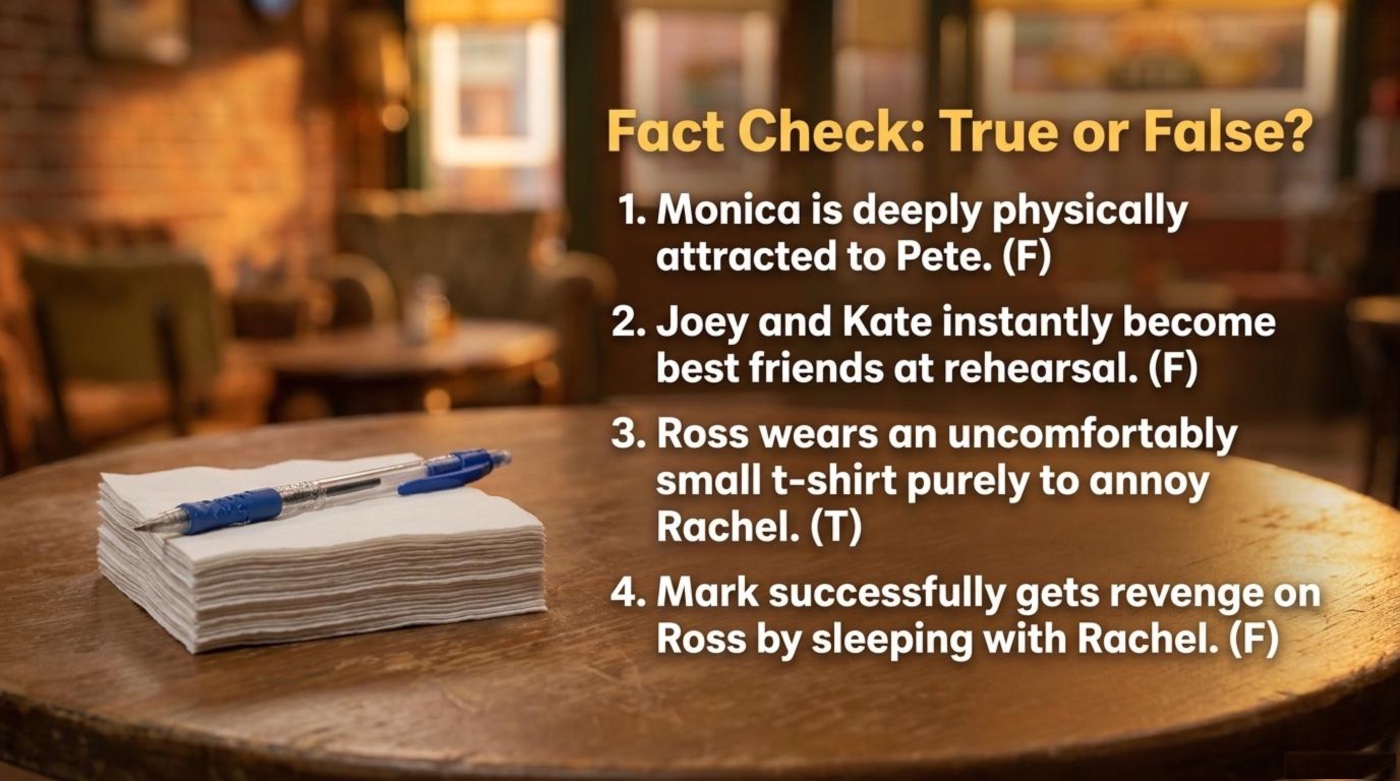 Fact Check: True or False?
1. Monica is deeply physically
attracted to Pete. (F)
2. Joey and Kate instantly become
best friends at rehearsal. (F)
3. Ross wears an uncomfortably
small t-shirt purely to annoy
Rachel. (T)
4. Mark successfully gets revenge on
Ross by sleeping with Rachel. (F)